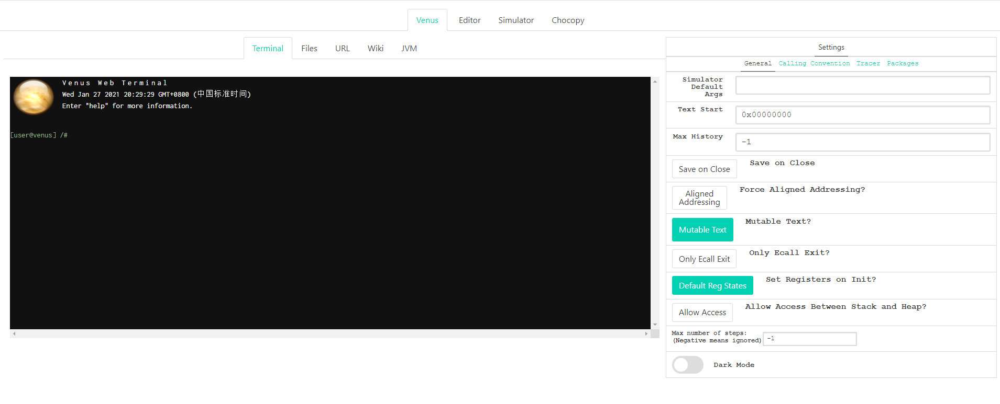 Venus Editor Simulator Chocopy
Terminal Files URL Wiki JVM
Venus Web Terminal
Wed Jan 27 2021 20:29:29 GMT+0800 (中国标准时间)
Enter "help" for more information.
[user@venus] /#
Settings
General Calling Convention Tracer Packages
Simulator
Default
Args
Text Start
0x00000000
Max History
-1
Save on Close Save on Close
Aligned
Addressing
Force Aligned Addressing?
Mutable Text Mutable Text?
Only Ecall Exit Only Ecall Exit?
Default Reg States Set Registers on Init?
Allow Access Allow Access Between Stack and Heap?
Max number of steps:
(Negative means ignored) -1
Dark Mode